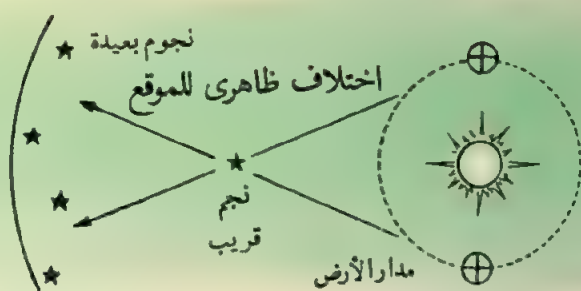 نجوم بعيدة
اختلاف ظاهرى للموقع
نجم
قريب
مدار الأرض